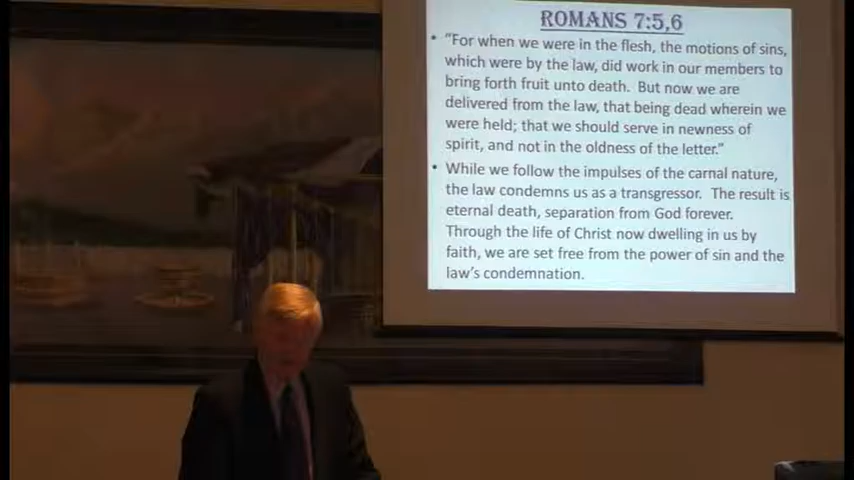 ROMANS 7:5,6
• "For when we were in the flesh, the motions of sins,
which were by the law, did work in our members to
bring forth fruit unto death.  But now we are
delivered from the law, that being dead wherein we
were held; that we should serve in newness of
spirit, and not in the oldness of the letter."
• While we follow the impulses of the carnal nature,
the law condemns us as a transgressor.  The result is
eternal death, separation from God forever.
Through the life of Christ now dwelling in us by
faith, we are set free from the power of sin and the
law's condemnation.